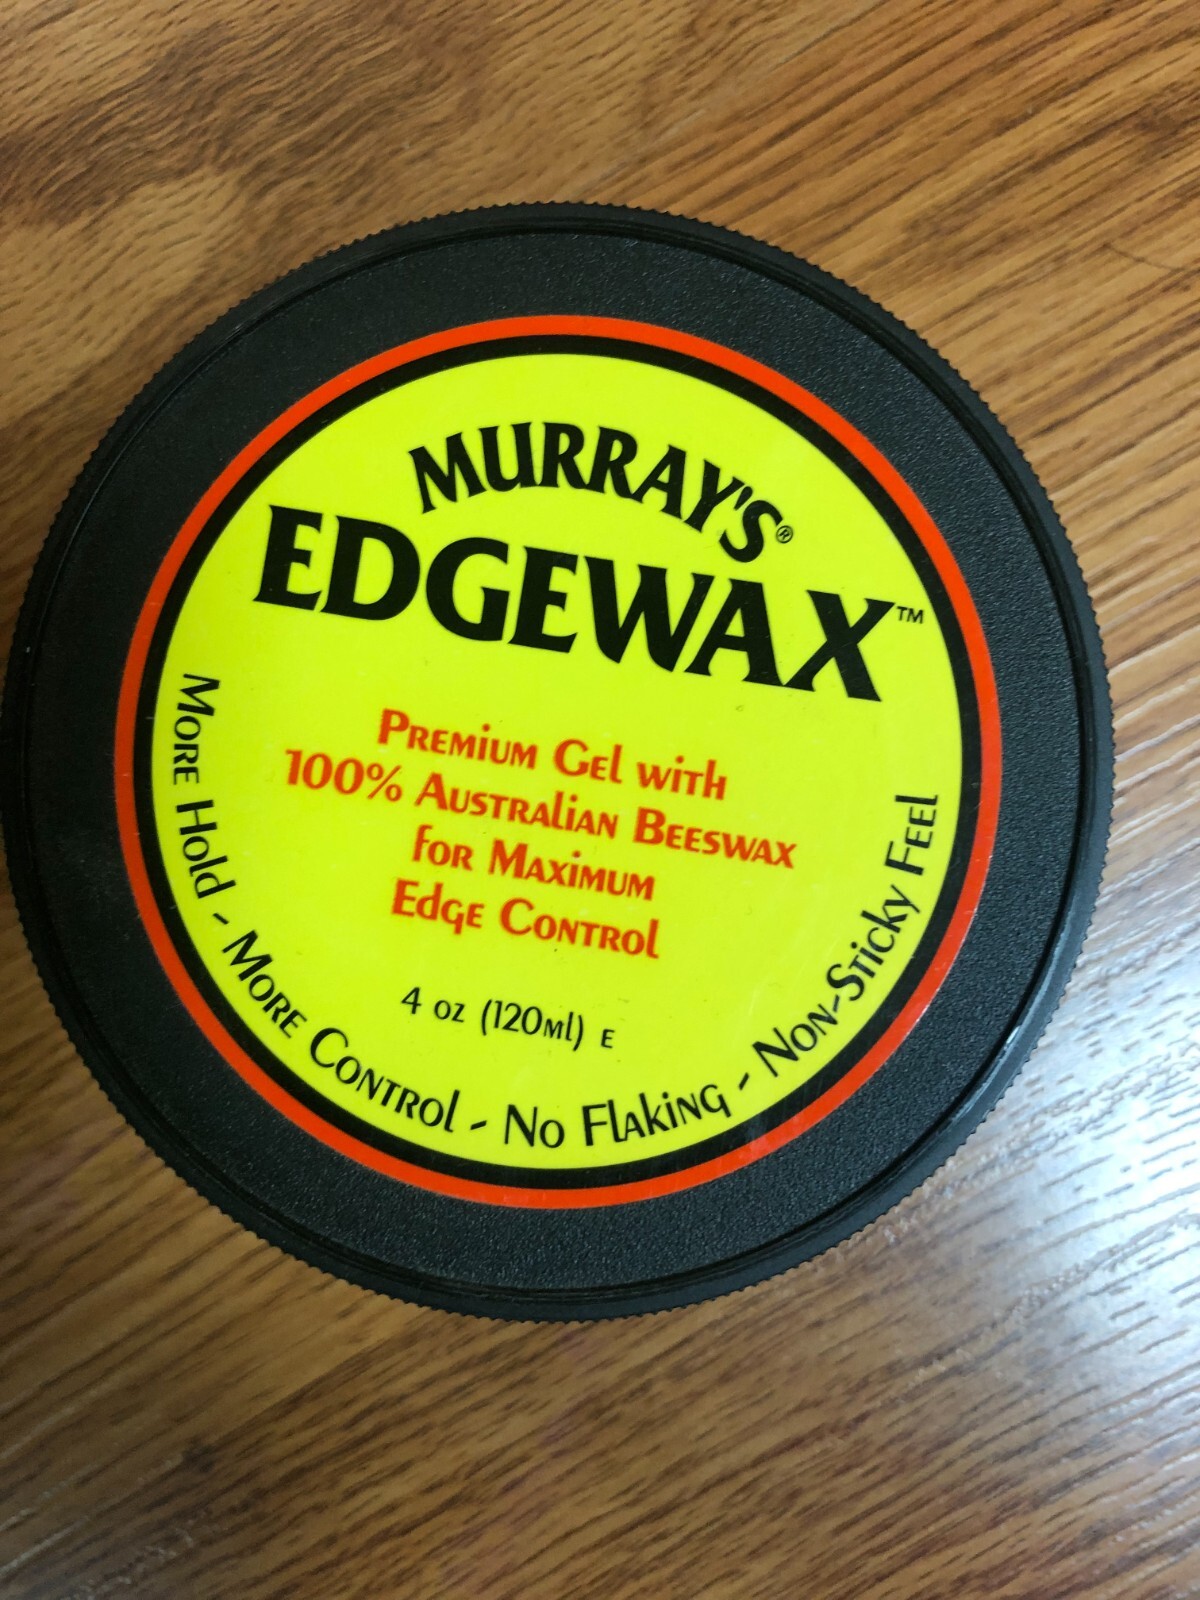 MURRAY'S®
EDGEWAX™
PREMIUM GEL WITH
100% AUSTRALIAN BEESWAX
FOR MAXIMUM
EDGE CONTROL
4 oz (120Ml) E
MORE HOLD - MORE CONTROL - NO FLAKING - NON-STICKY FEEL